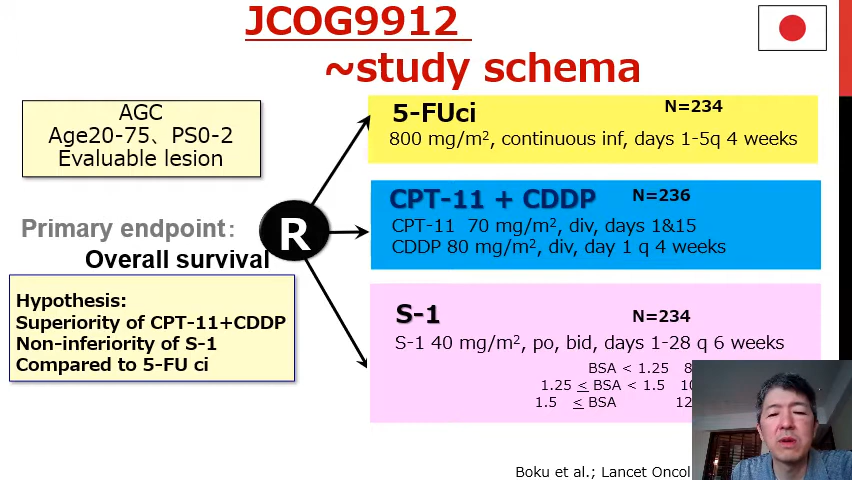 JCOG9912
~study schema
AGC
Age20-75、PS0-2
Evaluable lesion
Primary endpoint：
Overall survival
Hypothesis:
Superiority of CPT-11+CDDP
Non-inferiority of S-1
Compared to 5-FU ci
R
5-FUci N=234
800 mg/m², continuous inf, days 1-5q 4 weeks
CPT-11 + CDDP N=236
CPT-11 70 mg/m², div, days 1&15
CDDP 80 mg/m², div, day 1 q 4 weeks
S-1 N=234
S-1 40 mg/m², po, bid, days 1-28 q 6 weeks
BSA < 1.25
1.25 < BSA < 1.5
1.5 < BSA
Boku et al.; Lancet Oncol